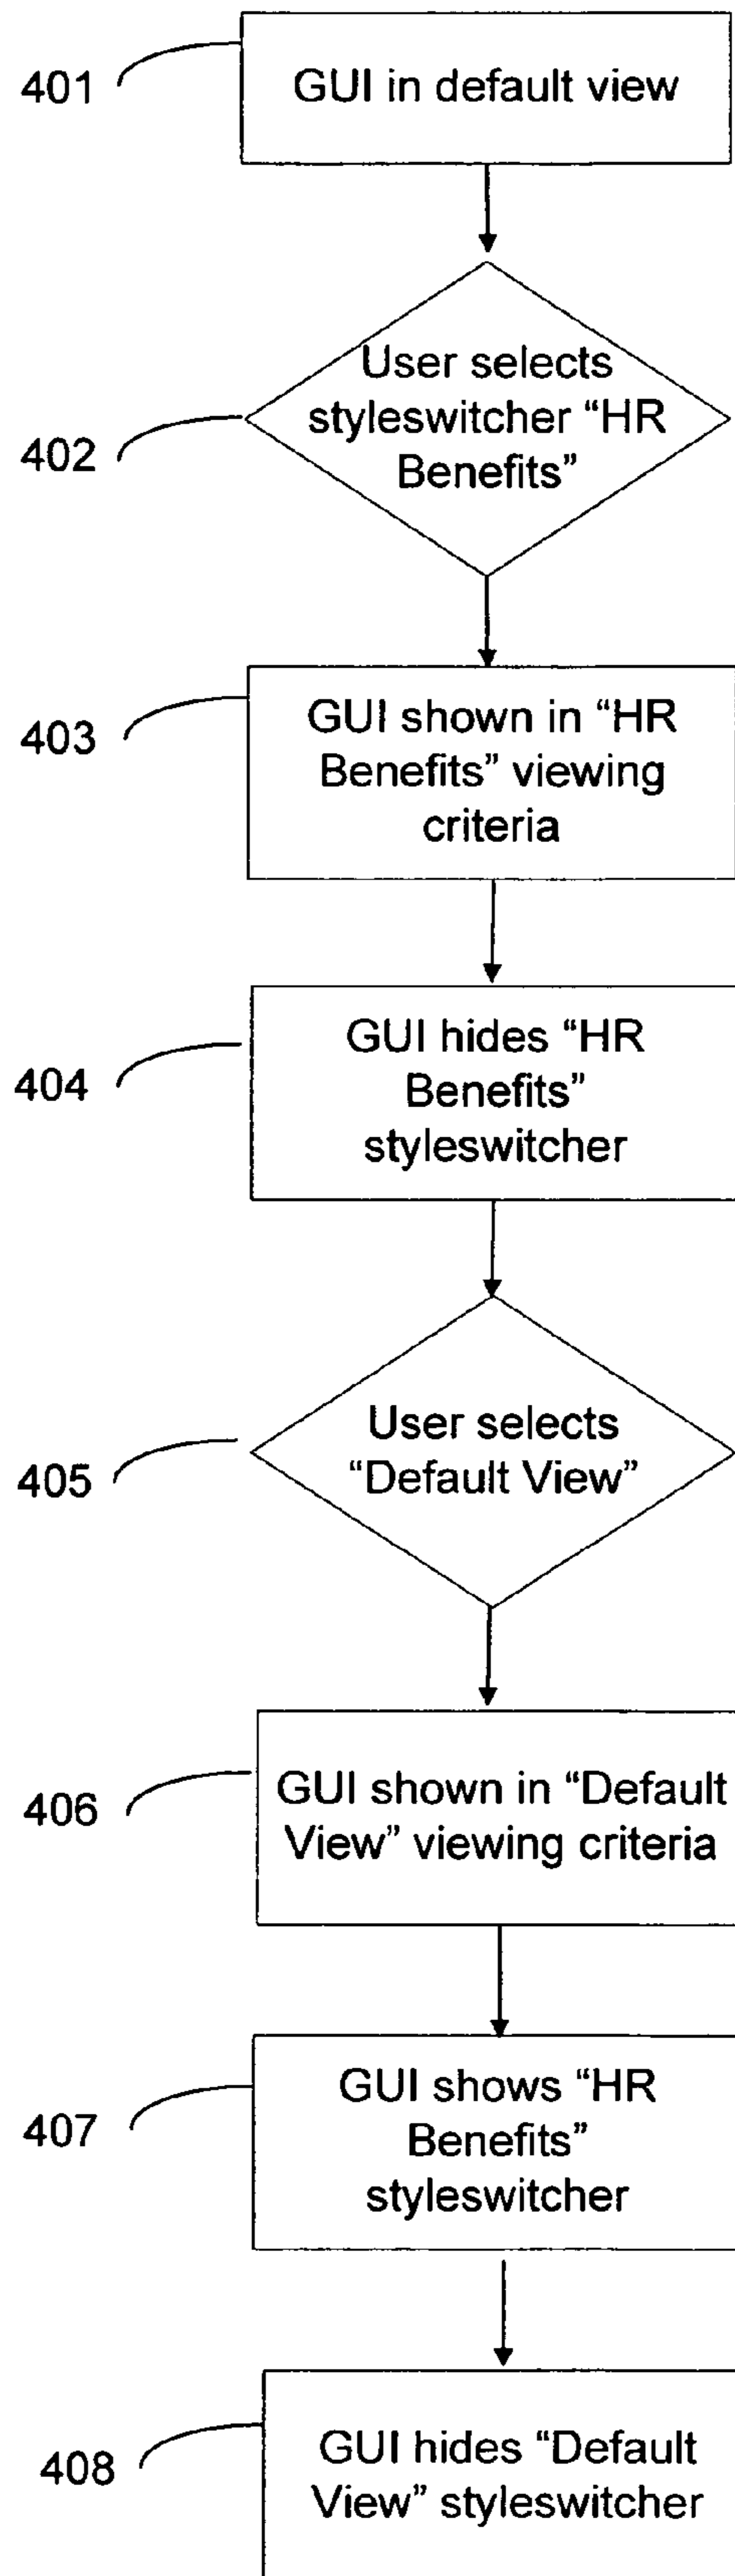 401
GUI in default view
402
User selects
styleswitcher “HR
Benefits”
403
GUI shown in “HR
Benefits” viewing
criteria
404
GUI hides “HR
Benefits”
styleswitcher
405
User selects
“Default View”
406
GUI shown in “Default
View” viewing criteria
407
GUI shows “HR
Benefits”
styleswitcher
408
GUI hides “Default
View” styleswitcher